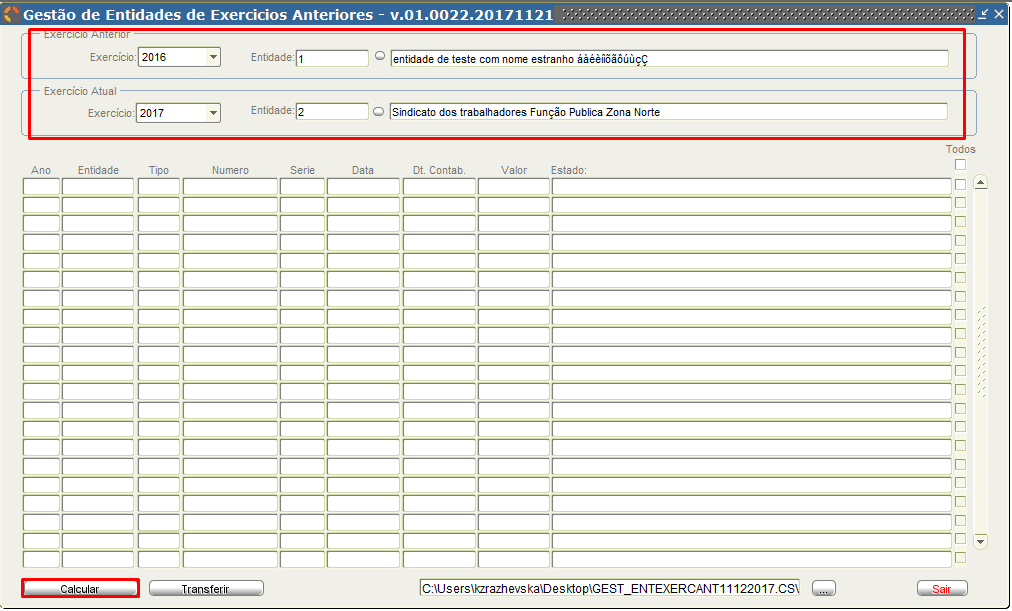 Gestão de Entidades de Exercicios Anteriores - v.01.0022.20171121
Exercício Anterior
Exercício: 2016 Entidade: 1 entidade de teste com nome estranho áàéèíîõãôúùçÇ
Exercício Atual
Exercício: 2017 Entidade: 2 Sindicato dos trabalhadores Função Publica Zona Norte
Todos
Ano Entidade Tipo Numero Serie Data Dt. Contab. Valor Estado:
Calcular Transferir C:\Users\kzrazhevska\Desktop\GEST_ENTEXERCANT11122017.CS\ ... Sair